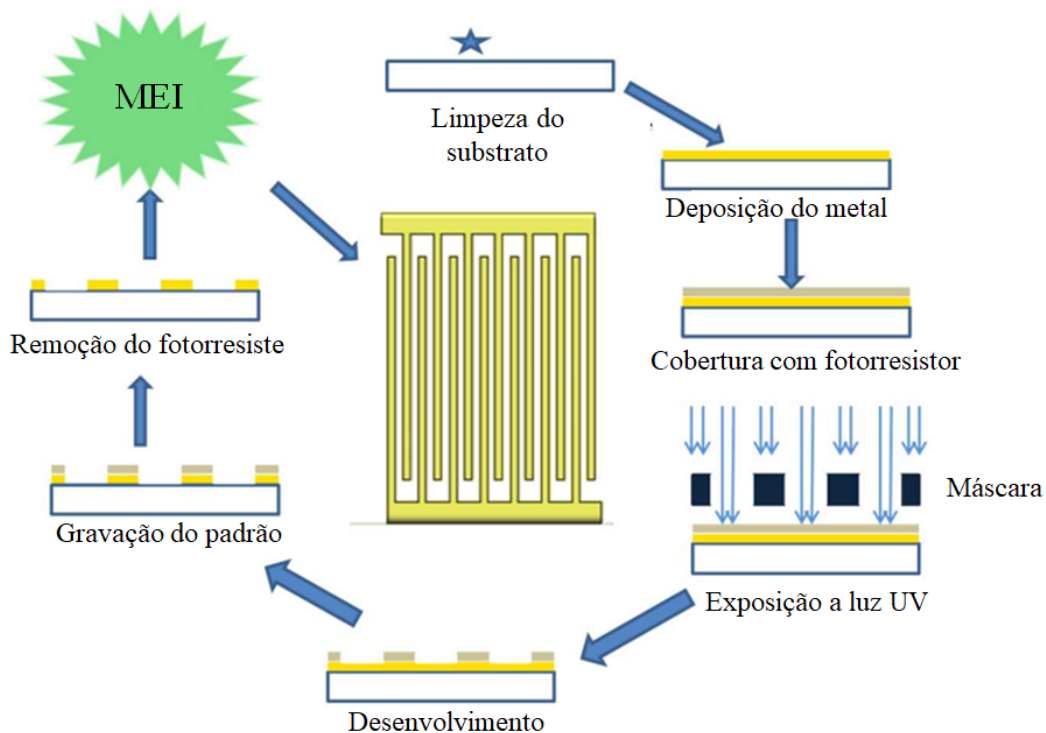 MEI
Limpeza do
substrato
Deposição do metal
Cobertura com fotorresistor
Máscara
Exposição a luz UV
Desenvolvimento
Gravação do padrão
Remoção do fotorresiste